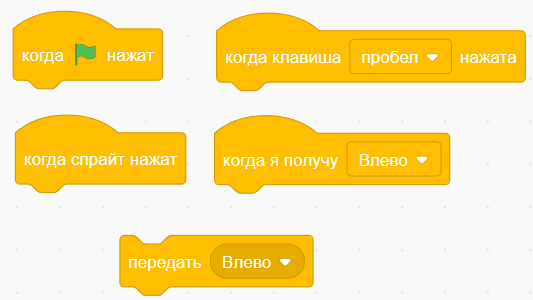 когда нажат
когда клавиша пробел нажата
когда спрайт нажат
когда я получу Влево
передать Влево